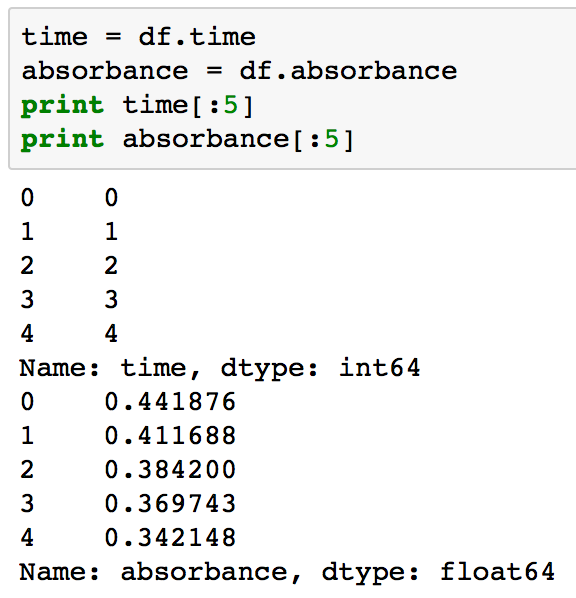 time = df.time
absorbance = df.absorbance
print time[:5]
print absorbance[:5]
0    0
1    1
2    2
3    3
4    4
Name: time, dtype: int64
0    0.441876
1    0.411688
2    0.384200
3    0.369743
4    0.342148
Name: absorbance, dtype: float64